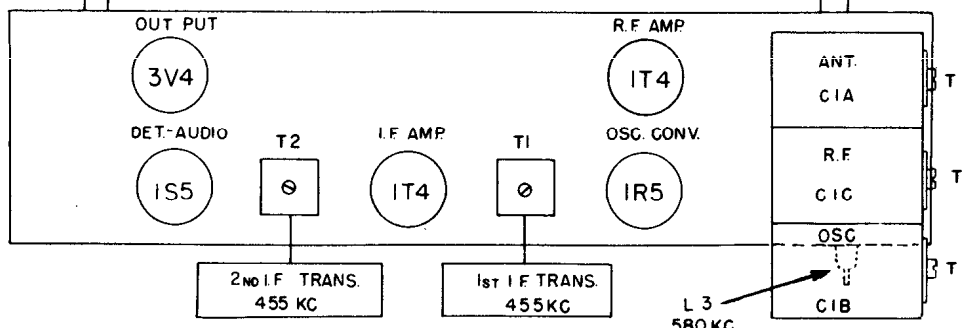 OUT PUT
3V4
R.F. AMP.
1T4
ANT.
C1A
T
DET.-AUDIO
1S5
T2
I.F. AMP.
1T4
T1
OSC. CONV.
1R5
R.F.
C1C
T
OSC
C1B
T
2ND I.F. TRANS.
455 KC
1ST I.F. TRANS.
455KC
L 3
580 KC